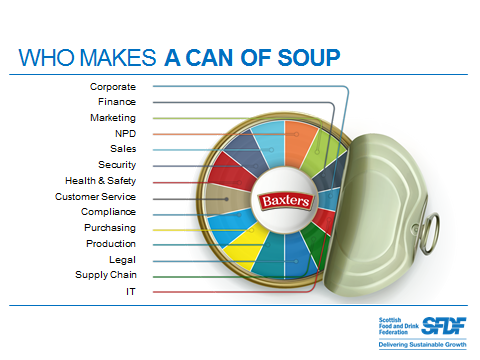 WHO MAKES A CAN OF SOUP
Corporate
Finance
Marketing
NPD
Sales
Security
Health & Safety
Customer Service
Compliance
Purchasing
Production
Legal
Supply Chain
IT
Baxters
Scottish
Food and Drink
Federation
SFDF
Delivering Sustainable Growth